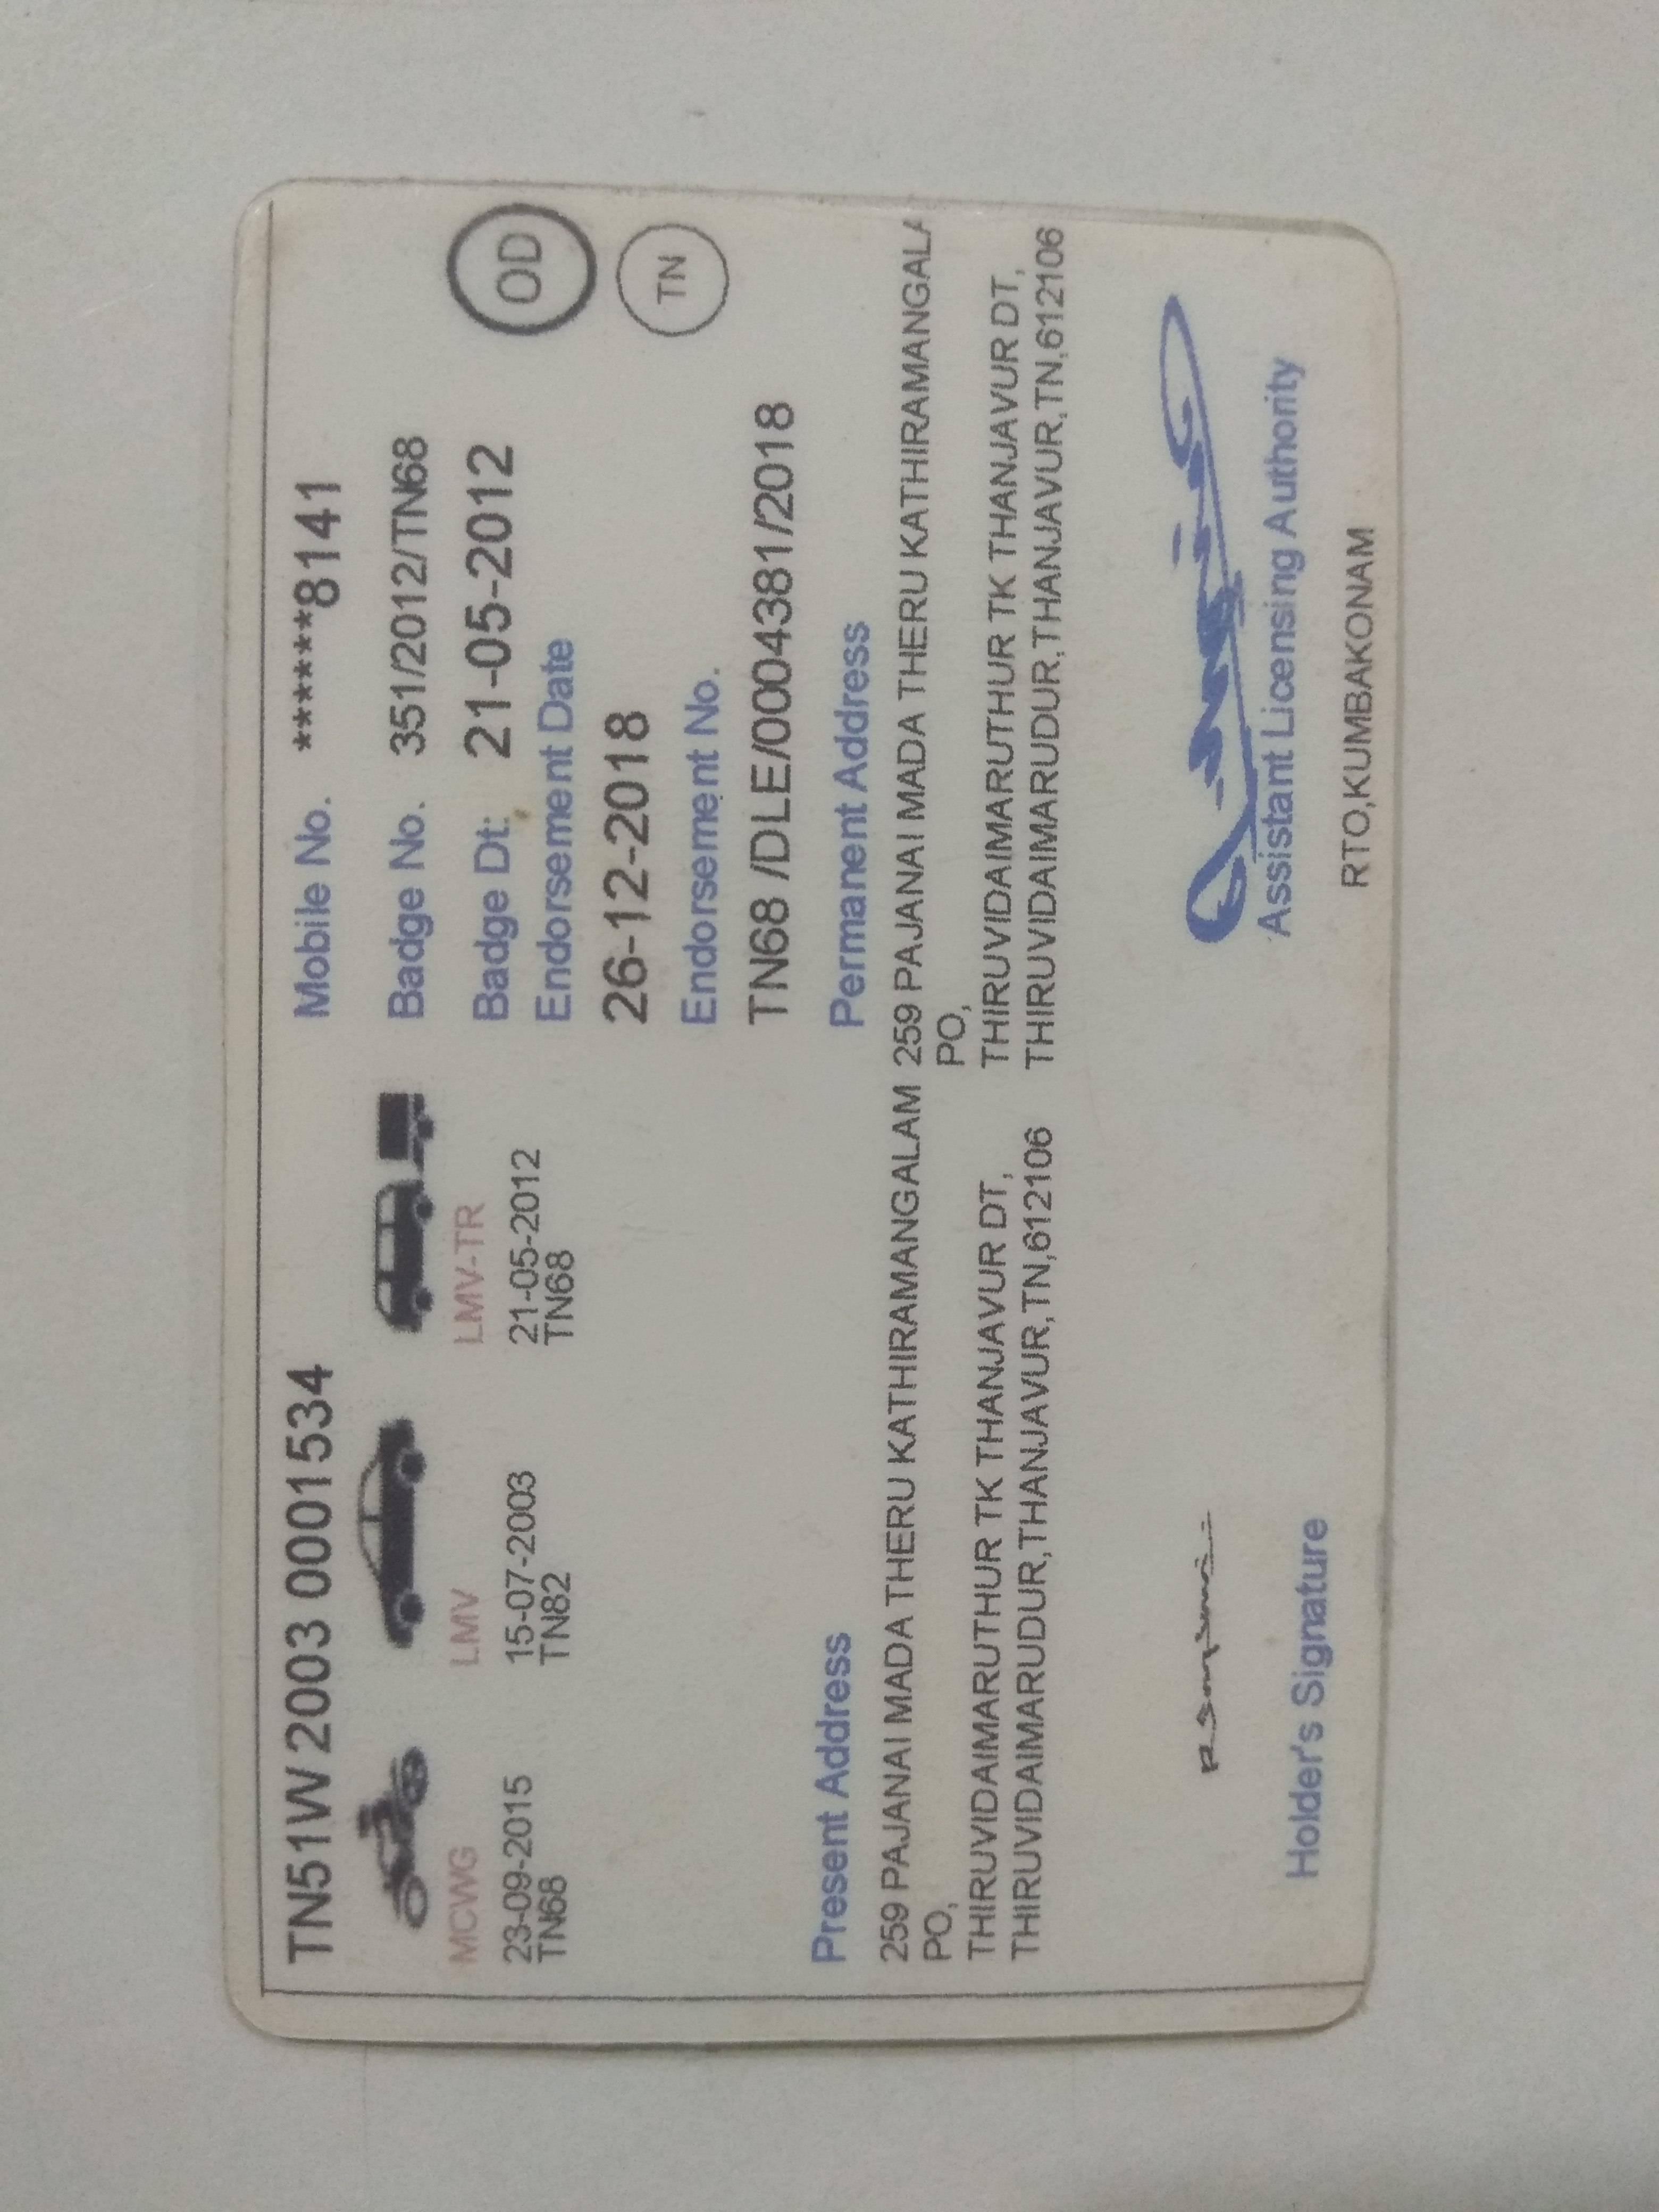 TN51W 2003 0001534
MCWG
23-09-2015
TN68
LMV
15-07-2003
TN82
LMV-TR
21-05-2012
TN68
Mobile No. ******8141
Badge No. 351/2012/TN68
Badge Dt: 21-05-2012
Endorsement Date
26-12-2018
Endorsement No.
TN68 /DLE/0004381/2018
OD
TN
Present Address
259 PAJANAI MADA THERU KATHIRAMANGALAM
PO,
THIRUVIDAIMARUTHUR TK THANJAVUR DT,
THIRUVIDAIMARUDUR,THANJAVUR,TN,612106
Permanent Address
259 PAJANAI MADA THERU KATHIRAMANGALA
PO,
THIRUVIDAIMARUTHUR TK THANJAVUR DT,
THIRUVIDAIMARUDUR,THANJAVUR,TN,612106
Holder's Signature
Assistant Licensing Authority
RTO,KUMBAKONAM